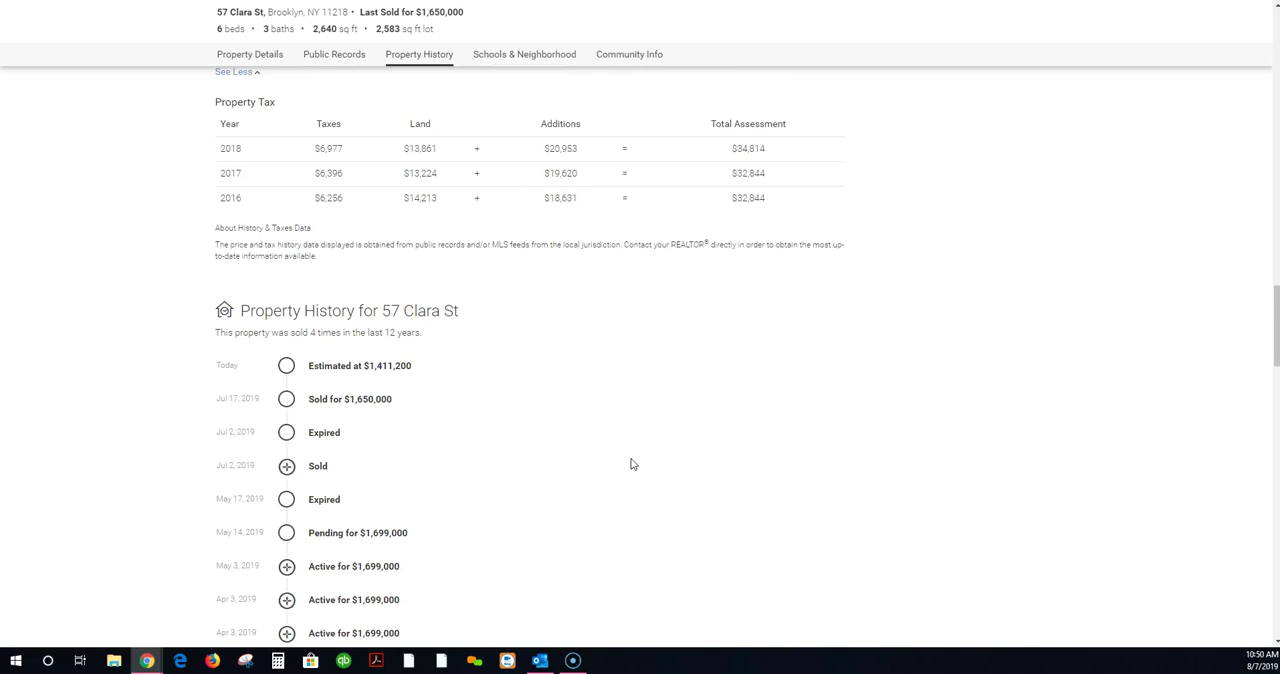 57 Clara St, Brooklyn, NY 11218 • Last Sold for $1,650,000
6 beds • 3 baths • 2,640 sq ft • 2,583 sq ft lot
Property Details Public Records Property History Schools & Neighborhood Community Info
See Less
Property Tax
Year Taxes Land Additions Total Assessment
2018 $6,977 $13,861 + $20,953 = $34,814
2017 $6,396 $13,224 + $19,620 = $32,844
2016 $6,256 $14,213 + $18,631 = $32,844
About History & Taxes Data
The price and tax history data displayed is obtained from public records and/or MLS feeds from the local jurisdiction. Contact your REALTOR® directly in order to obtain the most up-
to-date information available.
Property History for 57 Clara St
This property was sold 4 times in the last 12 years.
Today Estimated at $1,411,200
Jul 17, 2019 Sold for $1,650,000
Jul 2, 2019 Expired
Jul 2, 2019 Sold
May 17, 2019 Expired
May 14, 2019 Pending for $1,699,000
May 3, 2019 Active for $1,699,000
Apr 3, 2019 Active for $1,699,000
Apr 3, 2019 Active for $1,699,000
10:50 AM
8/7/2019